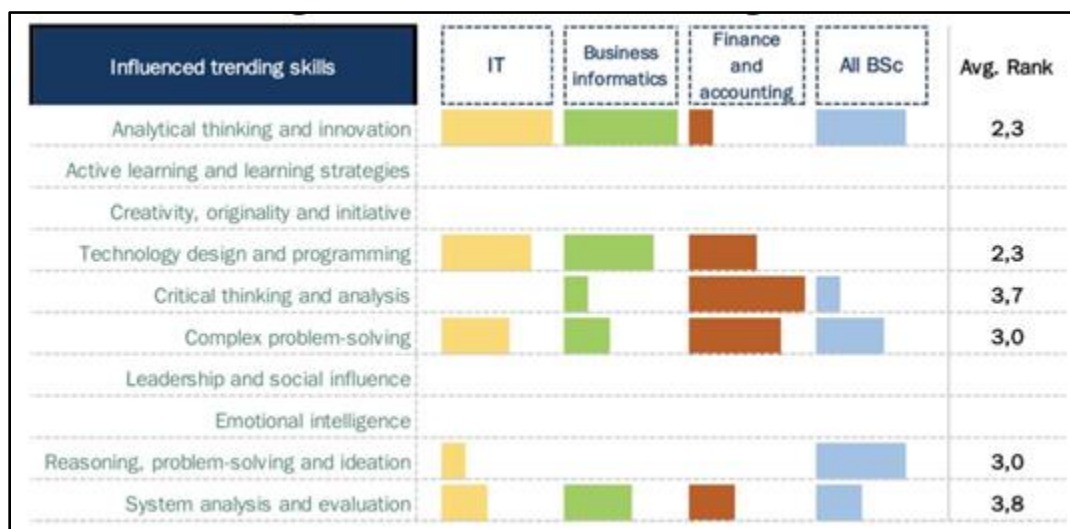 Influenced trending skills IT Business informatics Finance and accounting All BSc Avg. Rank
Analytical thinking and innovation 2,3
Active learning and learning strategies
Creativity, originality and initiative
Technology design and programming 2,3
Critical thinking and analysis 3,7
Complex problem-solving 3,0
Leadership and social influence
Emotional intelligence
Reasoning, problem-solving and ideation 3,0
System analysis and evaluation 3,8